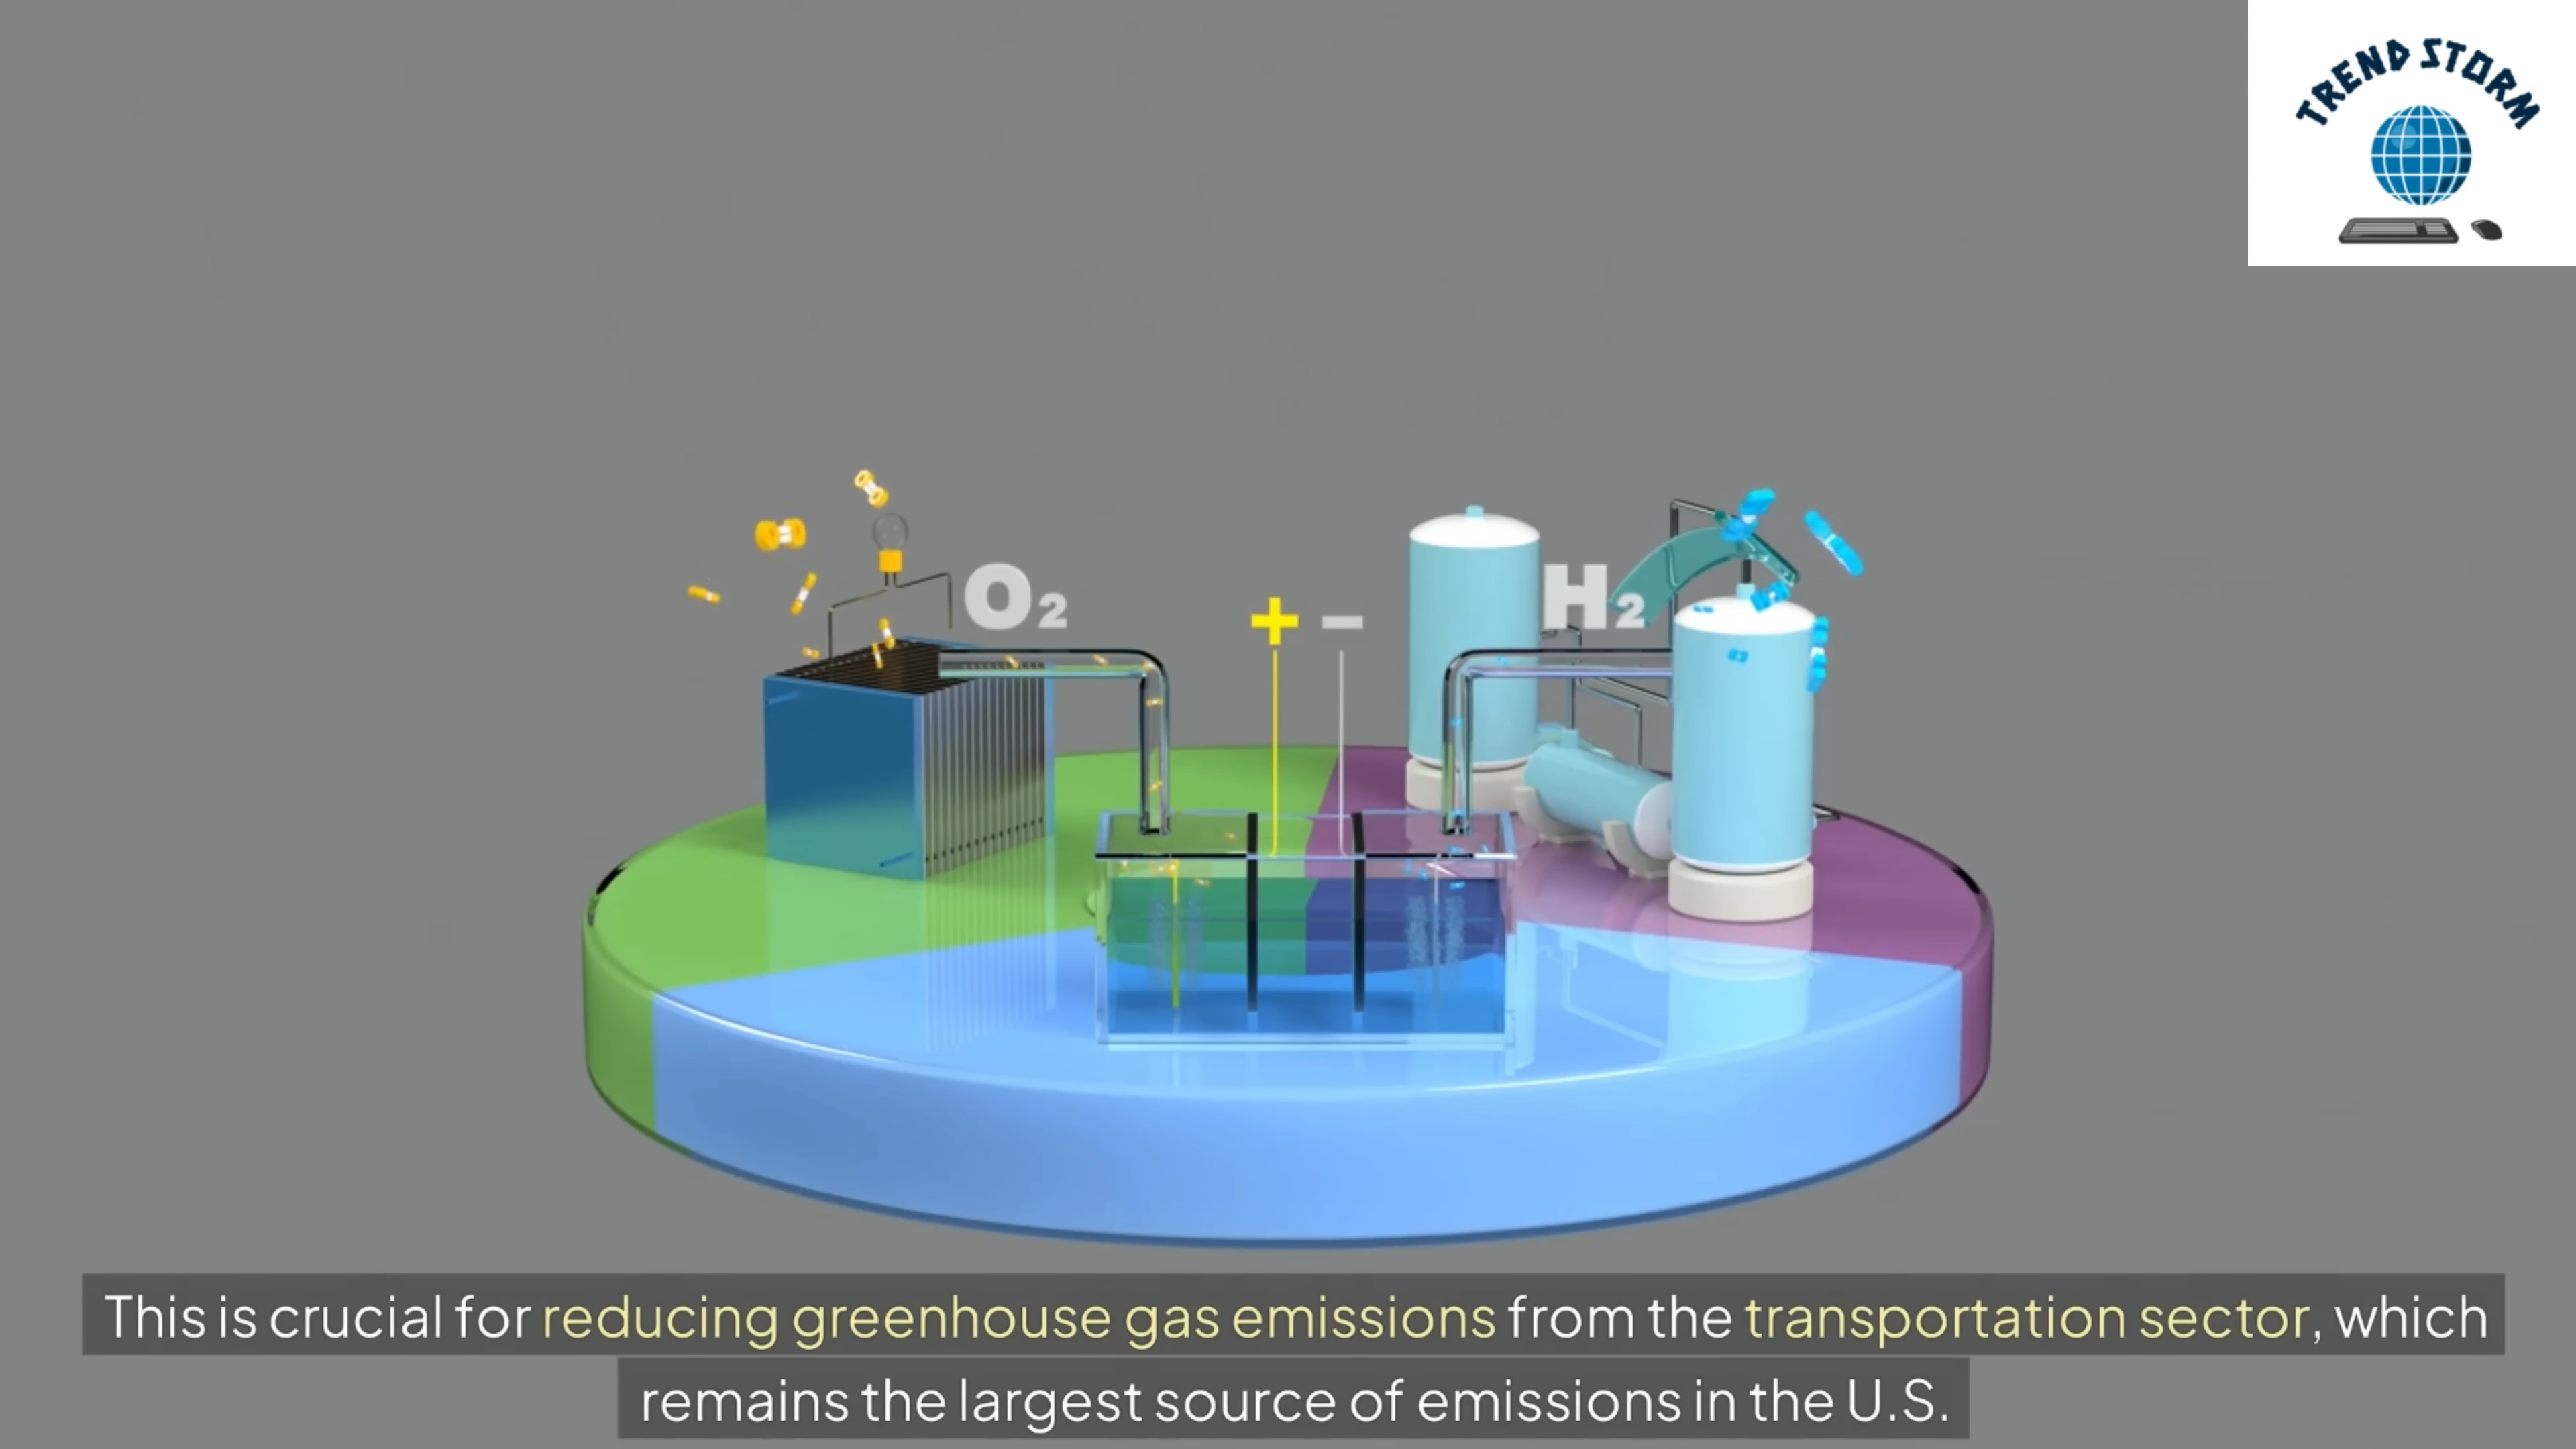 TREND STORM
O₂
+ −
H₂
This is crucial for reducing greenhouse gas emissions from the transportation sector, which
remains the largest source of emissions in the U.S.